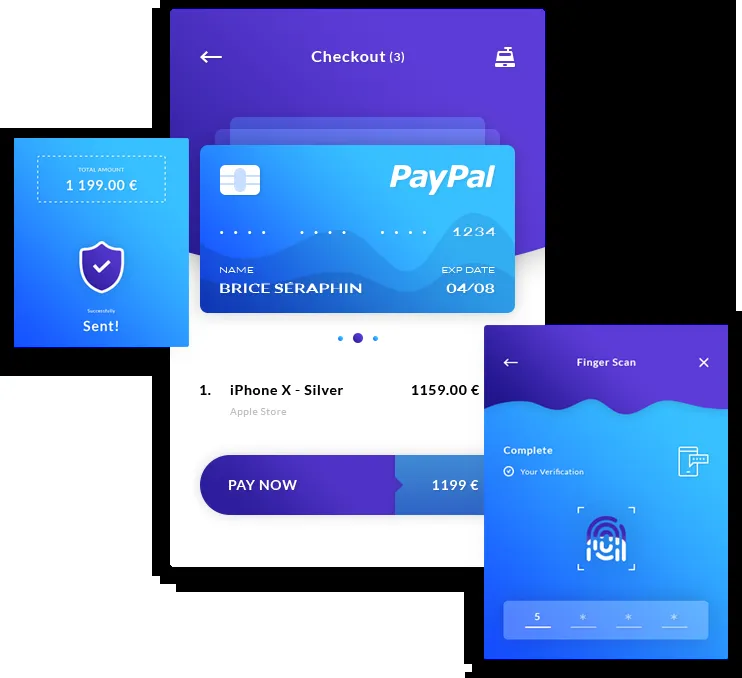 Checkout (3)
TOTAL AMOUNT
1 199.00 €
Successfully
Sent!
PayPal
1234
NAME
EXP DATE
BRICE SÉRAPHIN
04/08
1. iPhone X - Silver 1159.00 €
Apple Store
PAY NOW 1199 €
Finger Scan
Complete
Your Verification
5 * * *